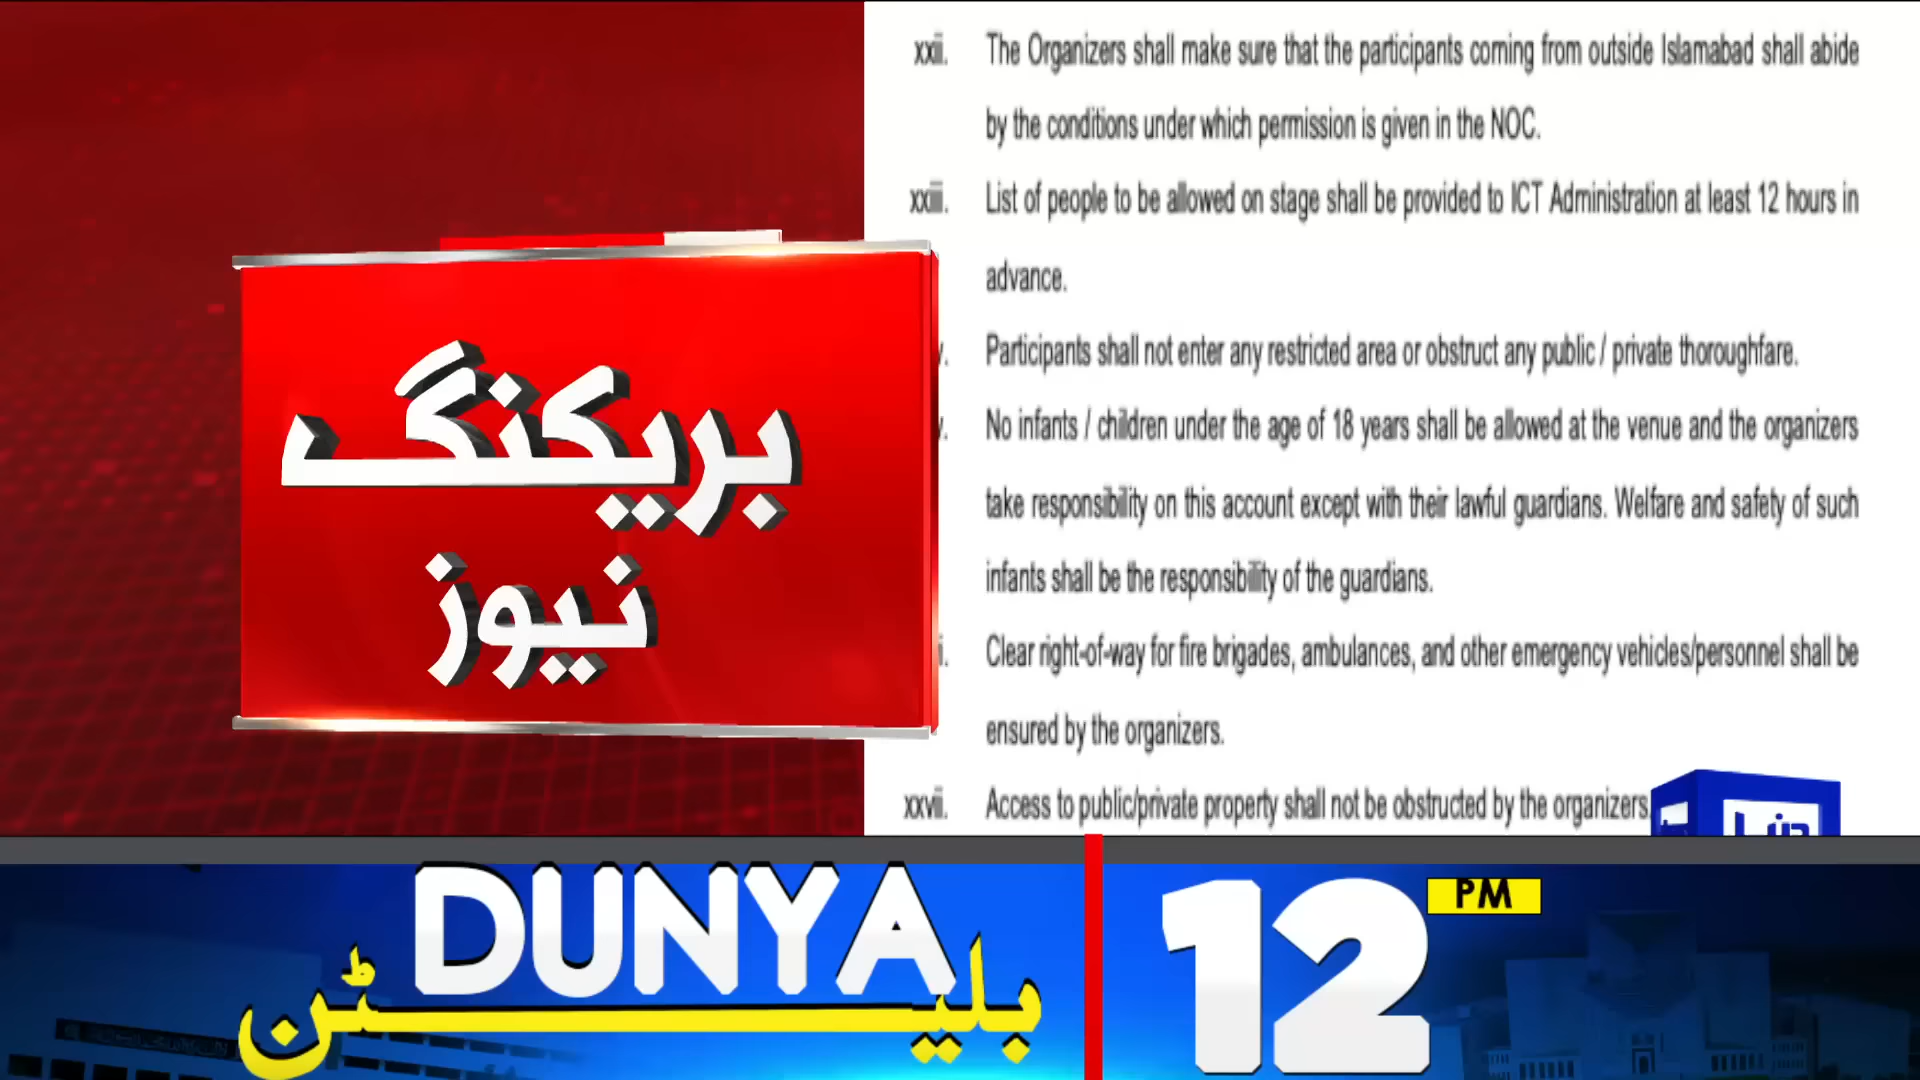 بریکنگ
نیوز
xxii. The Organizers shall make sure that the participants coming from outside Islamabad shall abide
by the conditions under which permission is given in the NOC.
xxiii. List of people to be allowed on stage shall be provided to ICT Administration at least 12 hours in
advance.
Participants shall not enter any restricted area or obstruct any public / private thoroughfare.
No infants / children under the age of 18 years shall be allowed at the venue and the organizers
take responsibility on this account except with their lawful guardians. Welfare and safety of such
infants shall be the responsibility of the guardians.
Clear right-of-way for fire brigades, ambulances, and other emergency vehicles/personnel shall be
ensured by the organizers.
xxvii. Access to public/private property shall not be obstructed by the organizers.
DUNYA
بلیٹن
12 PM